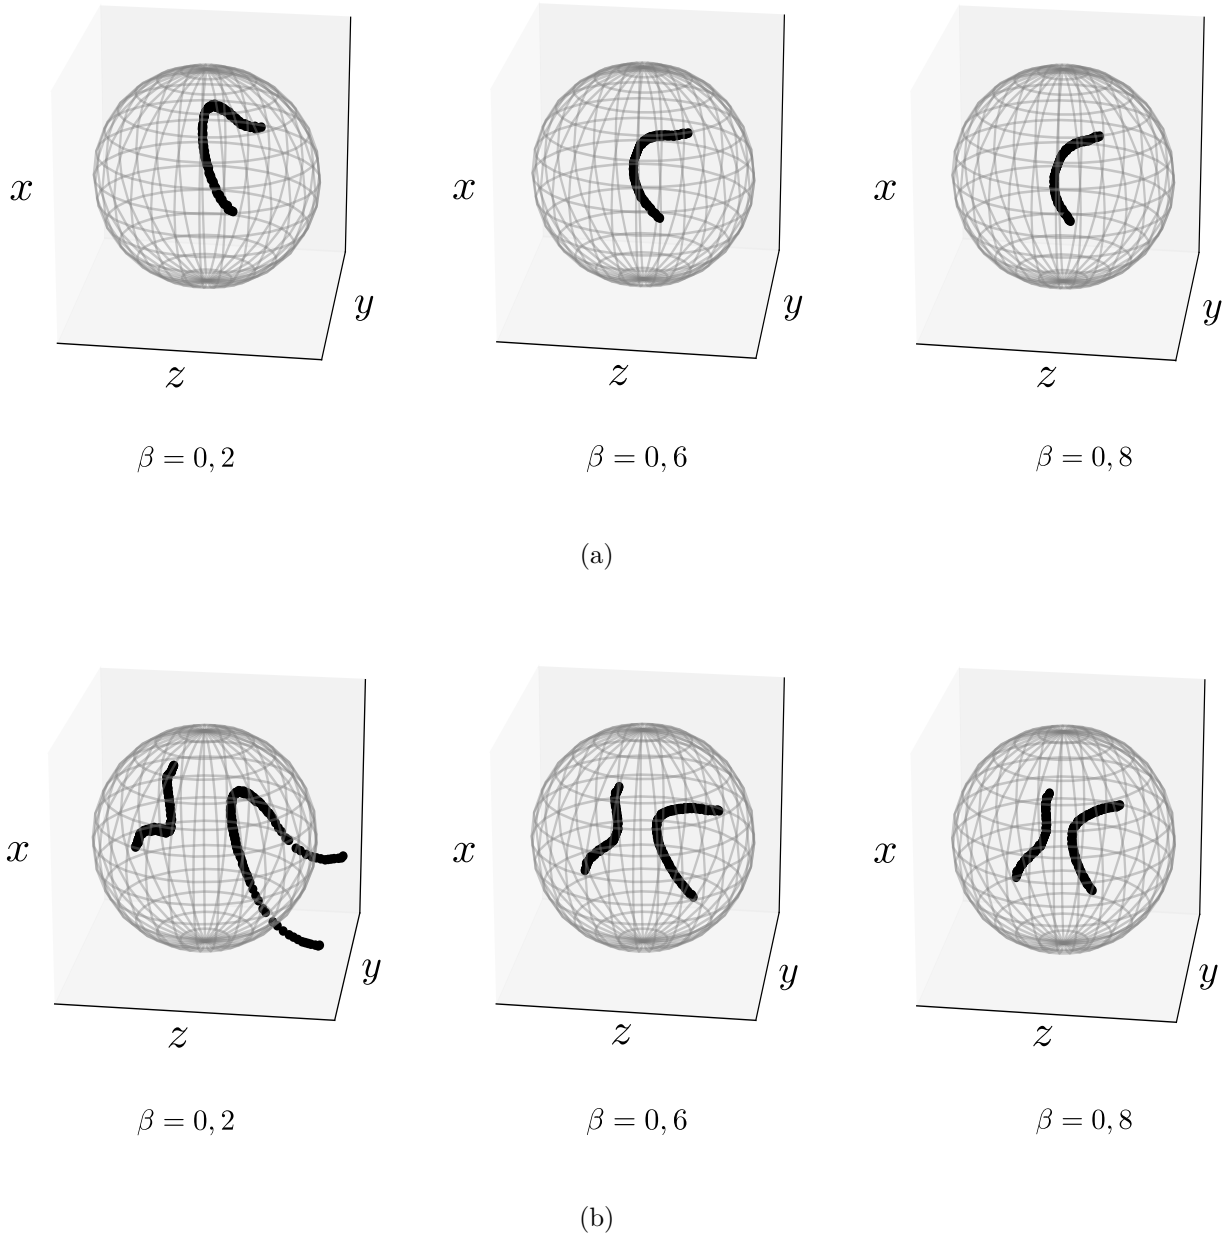 x x x
y y y
z z z
β = 0, 2 β = 0, 6 β = 0, 8
(a)
x x x
y y y
z z z
β = 0, 2 β = 0, 6 β = 0, 8
(b)